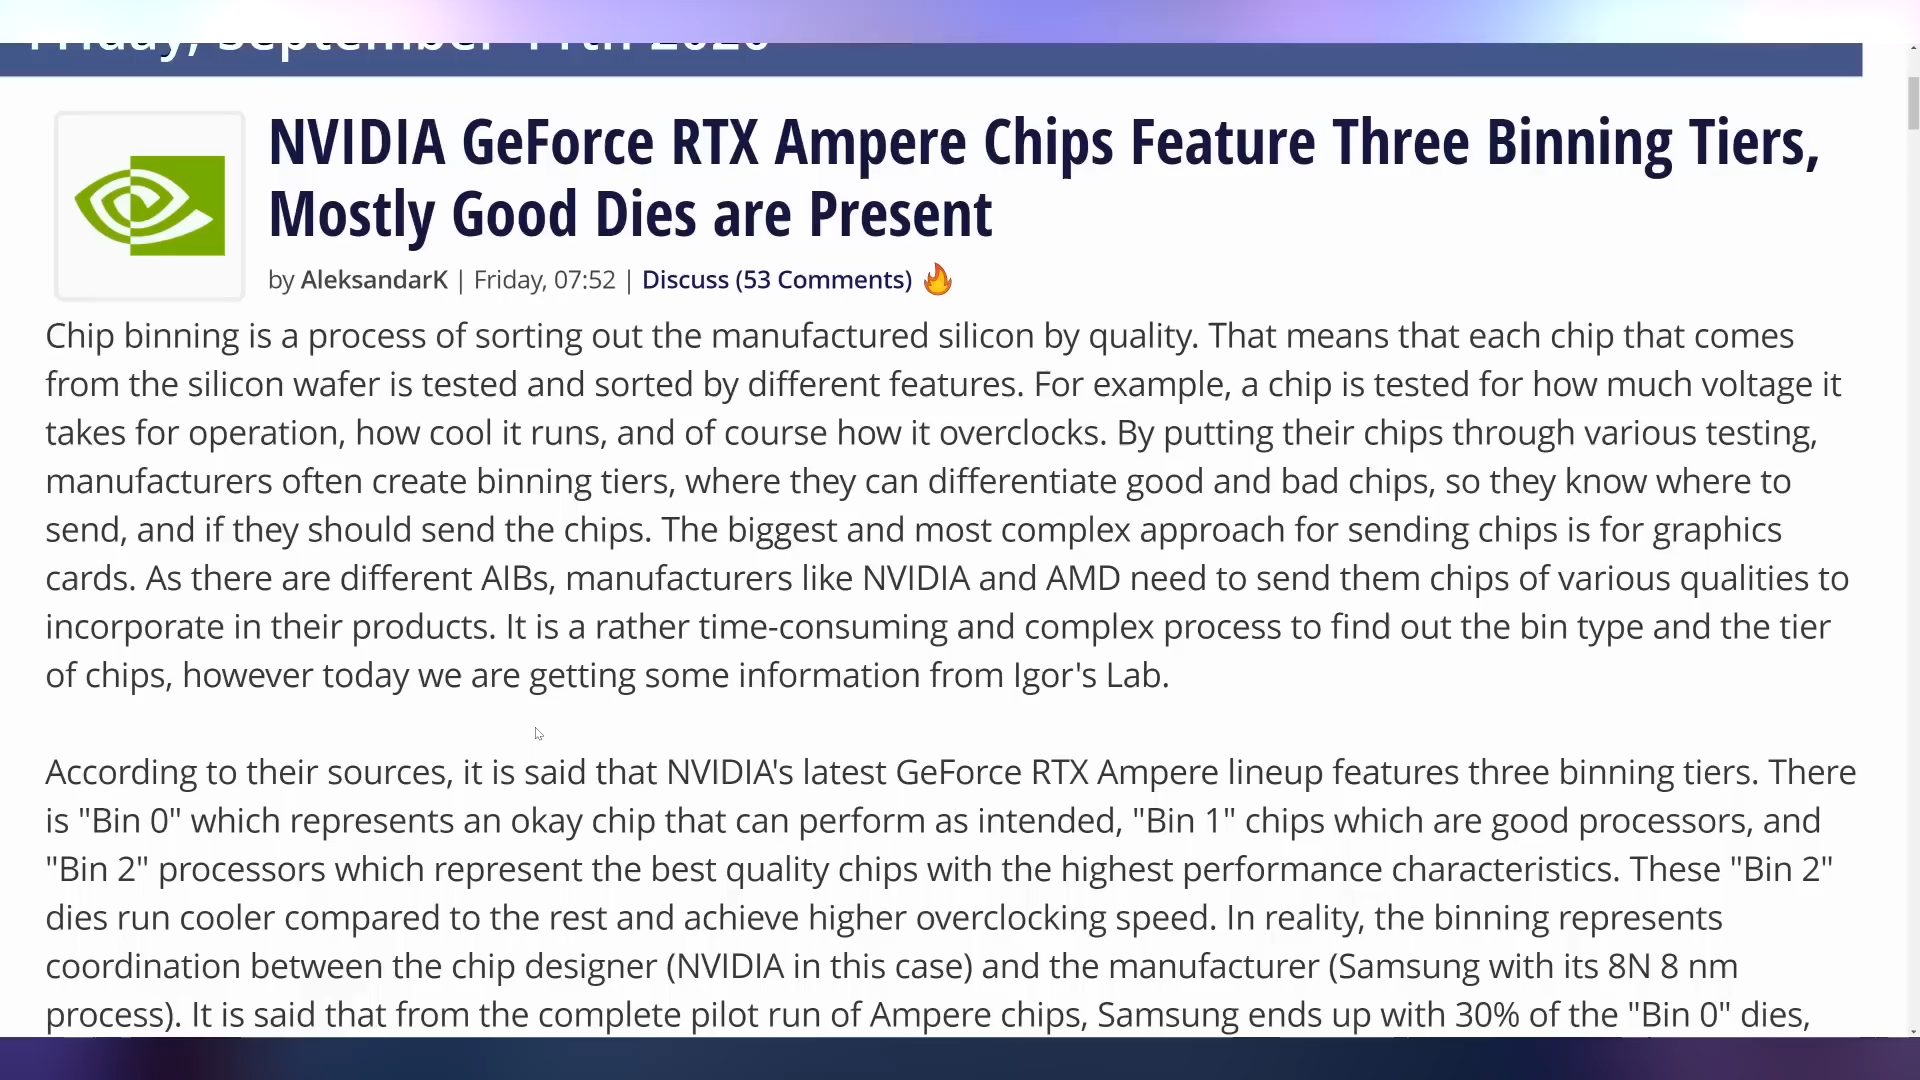 Friday, September 11th 2020
NVIDIA GeForce RTX Ampere Chips Feature Three Binning Tiers,
Mostly Good Dies are Present
by AleksandarK | Friday, 07:52 | Discuss (53 Comments)
Chip binning is a process of sorting out the manufactured silicon by quality. That means that each chip that comes
from the silicon wafer is tested and sorted by different features. For example, a chip is tested for how much voltage it
takes for operation, how cool it runs, and of course how it overclocks. By putting their chips through various testing,
manufacturers often create binning tiers, where they can differentiate good and bad chips, so they know where to
send, and if they should send the chips. The biggest and most complex approach for sending chips is for graphics
cards. As there are different AIBs, manufacturers like NVIDIA and AMD need to send them chips of various qualities to
incorporate in their products. It is a rather time-consuming and complex process to find out the bin type and the tier
of chips, however today we are getting some information from Igor's Lab.
According to their sources, it is said that NVIDIA's latest GeForce RTX Ampere lineup features three binning tiers. There
is "Bin 0" which represents an okay chip that can perform as intended, "Bin 1" chips which are good processors, and
"Bin 2" processors which represent the best quality chips with the highest performance characteristics. These "Bin 2"
dies run cooler compared to the rest and achieve higher overclocking speed. In reality, the binning represents
coordination between the chip designer (NVIDIA in this case) and the manufacturer (Samsung with its 8N 8 nm
process). It is said that from the complete pilot run of Ampere chips, Samsung ends up with 30% of the "Bin 0" dies,